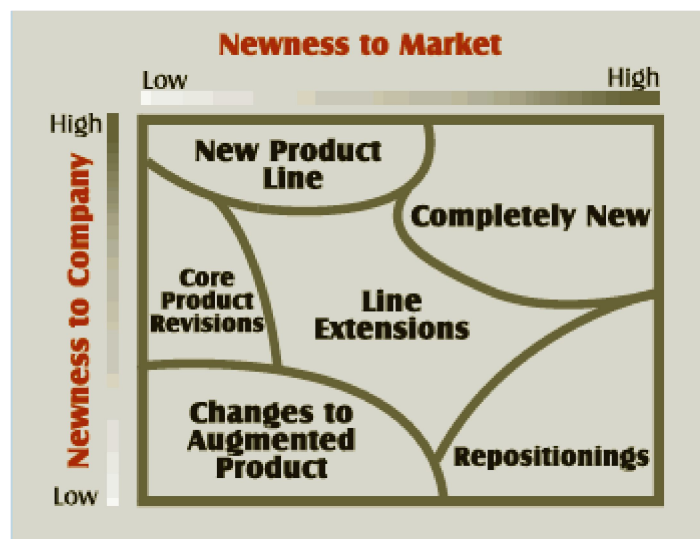 Newness to Market
Low
High
High
Newness to Company
Low
New Product
Line
Completely New
Core
Product
Revisions
Line
Extensions
Changes to
Augmented
Product
Repositionings